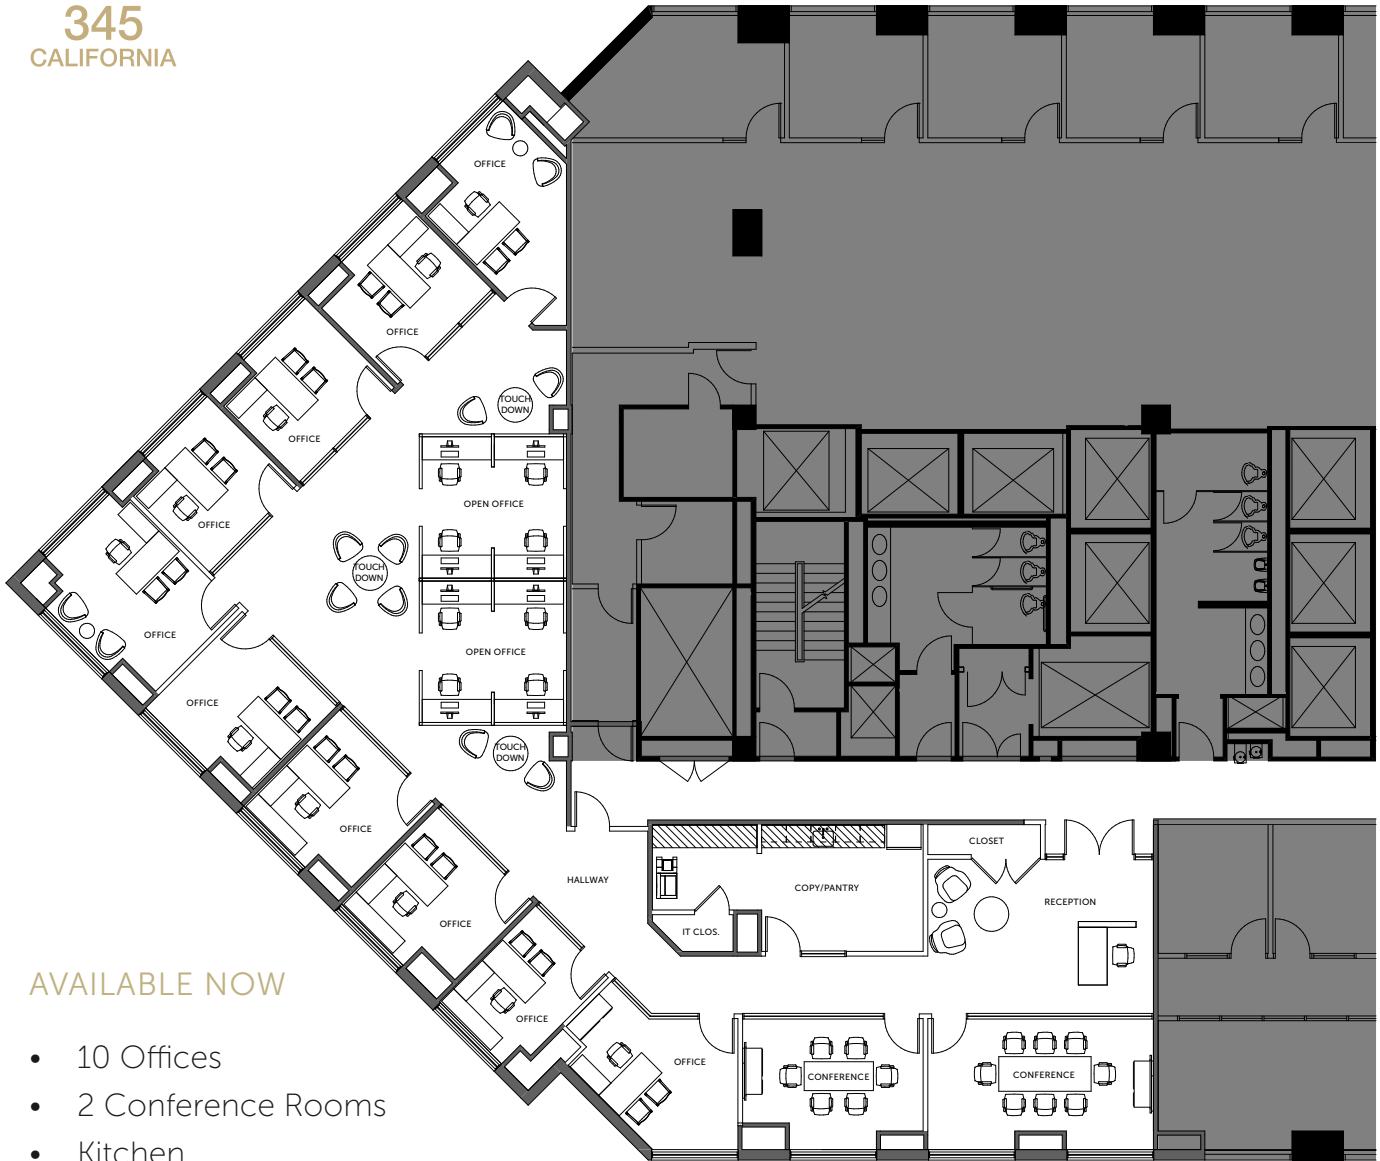 345
CALIFORNIA
OFFICE
OFFICE
TOUCH
DOWN
OFFICE
OPEN OFFICE
OFFICE
TOUCH
DOWN
OFFICE
OPEN OFFICE
OFFICE
TOUCH
DOWN
OFFICE
CLOSET
HALLWAY
COPY/PANTRY
RECEPTION
OFFICE
IT CLOS.
OFFICE
OFFICE
CONFERENCE
CONFERENCE
AVAILABLE NOW
• 10 Offices
• 2 Conference Rooms
• Kitchen